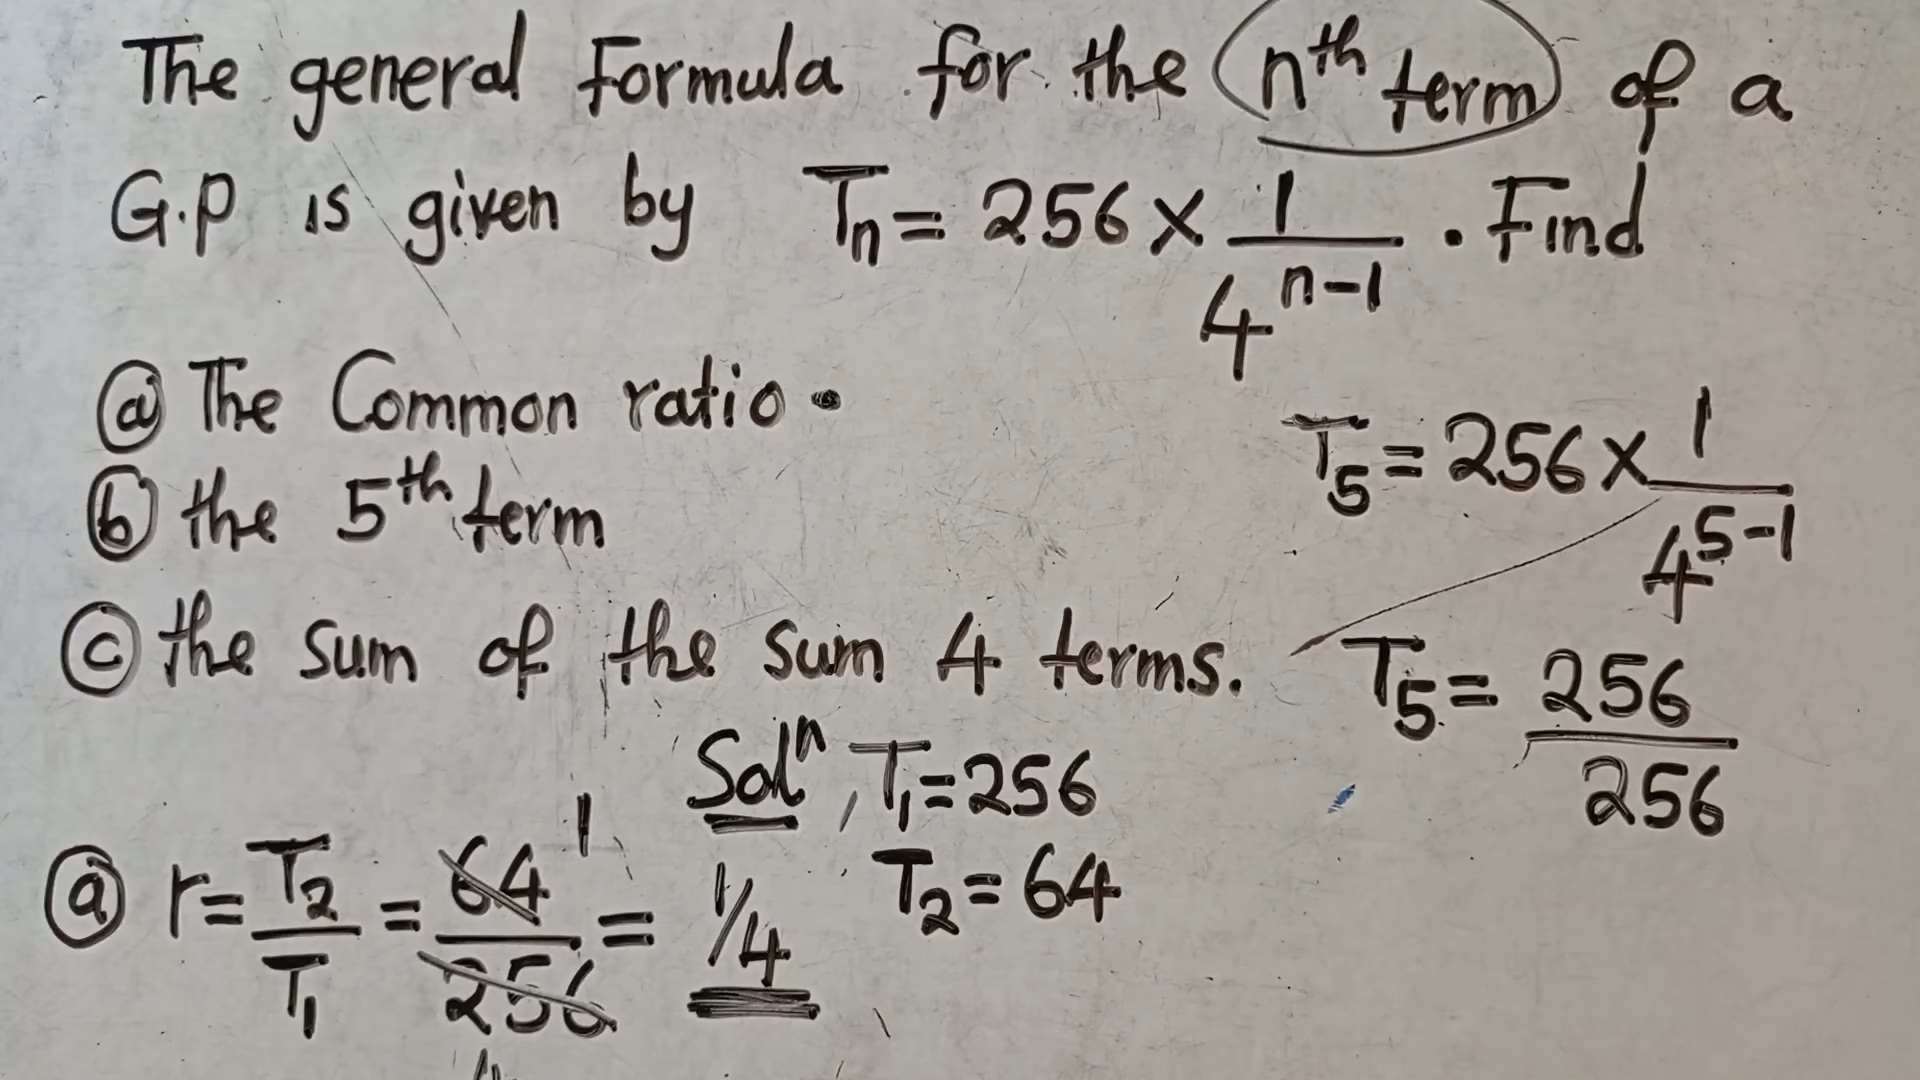 The general Formula for the nth term of a
G.P is given by Tn = 256 × 1/4^(n-1) . Find
(a) The Common ratio.
(b) the 5th term
(c) the sum of the sum 4 terms.
T5 = 256 × 1/4^(5-1)
T5 = 256/256
Solⁿ, T1 = 256
T2 = 64
(a) r = T2/T1 = 64/256 = 1/4
1
4